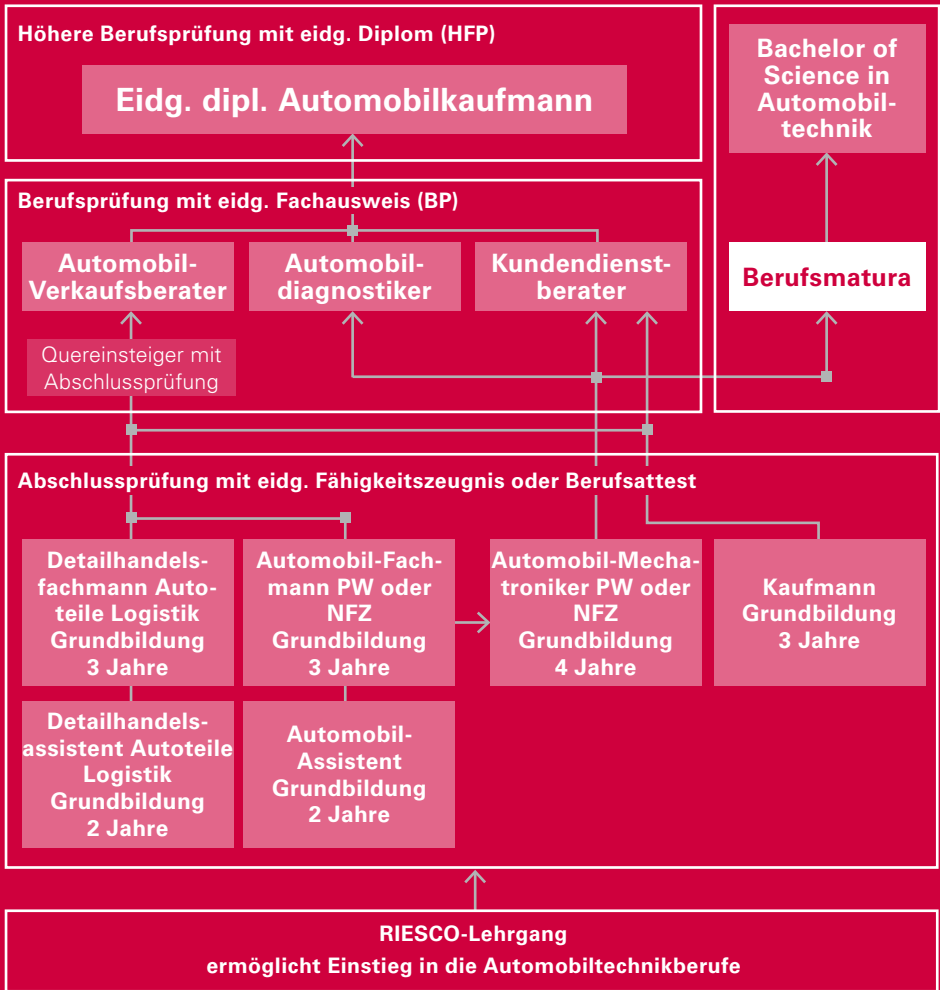 Höhere Berufsprüfung mit eidg. Diplom (HFP)
Eidg. dipl. Automobilkaufmann
Bachelor of
Science in
Automobil-
technik
Berufsprüfung mit eidg. Fachausweis (BP)
Automobil-
Verkaufsberater
Automobil-
diagnostiker
Kundendienst-
berater
Berufsmatura
Quereinsteiger mit
Abschlussprüfung
Abschlussprüfung mit eidg. Fähigkeitszeugnis oder Berufsattest
Detailhandels-
fachmann Auto-
teile Logistik
Grundbildung
3 Jahre
Automobil-Fach-
mann PW oder
NFZ
Grundbildung
3 Jahre
Automobil-Mecha-
troniker PW oder
NFZ
Grundbildung
4 Jahre
Kaufmann
Grundbildung
3 Jahre
Detailhandels-
assistent Autoteile
Logistik
Grundbildung
2 Jahre
Automobil-
Assistent
Grundbildung
2 Jahre
RIESCO-Lehrgang
ermöglicht Einstieg in die Automobiltechnikberufe